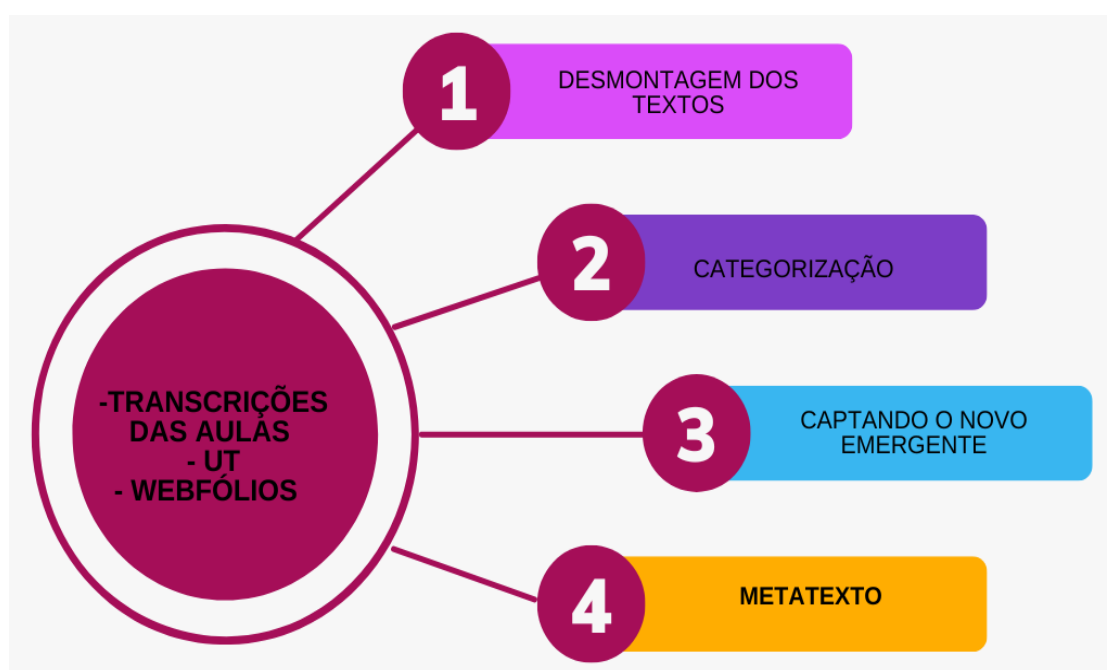 1
DESMONTAGEM DOS
TEXTOS
2
CATEGORIZAÇÃO
3
CAPTANDO O NOVO
EMERGENTE
-TRANSCRIÇÕES
DAS AULAS
- UT
- WEBFÓLIOS
4
METATEXTO